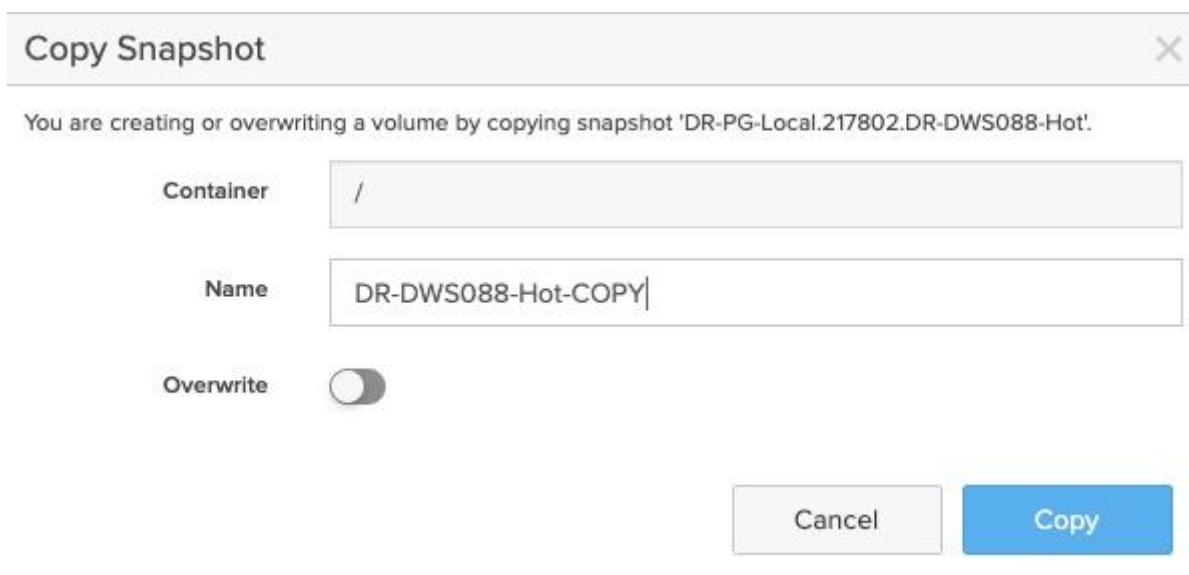 Copy Snapshot
You are creating or overwriting a volume by copying snapshot 'DR-PG-Local.217802.DR-DWS088-Hot'.
Container /
Name DR-DWS088-Hot-COPY
Overwrite
Cancel Copy